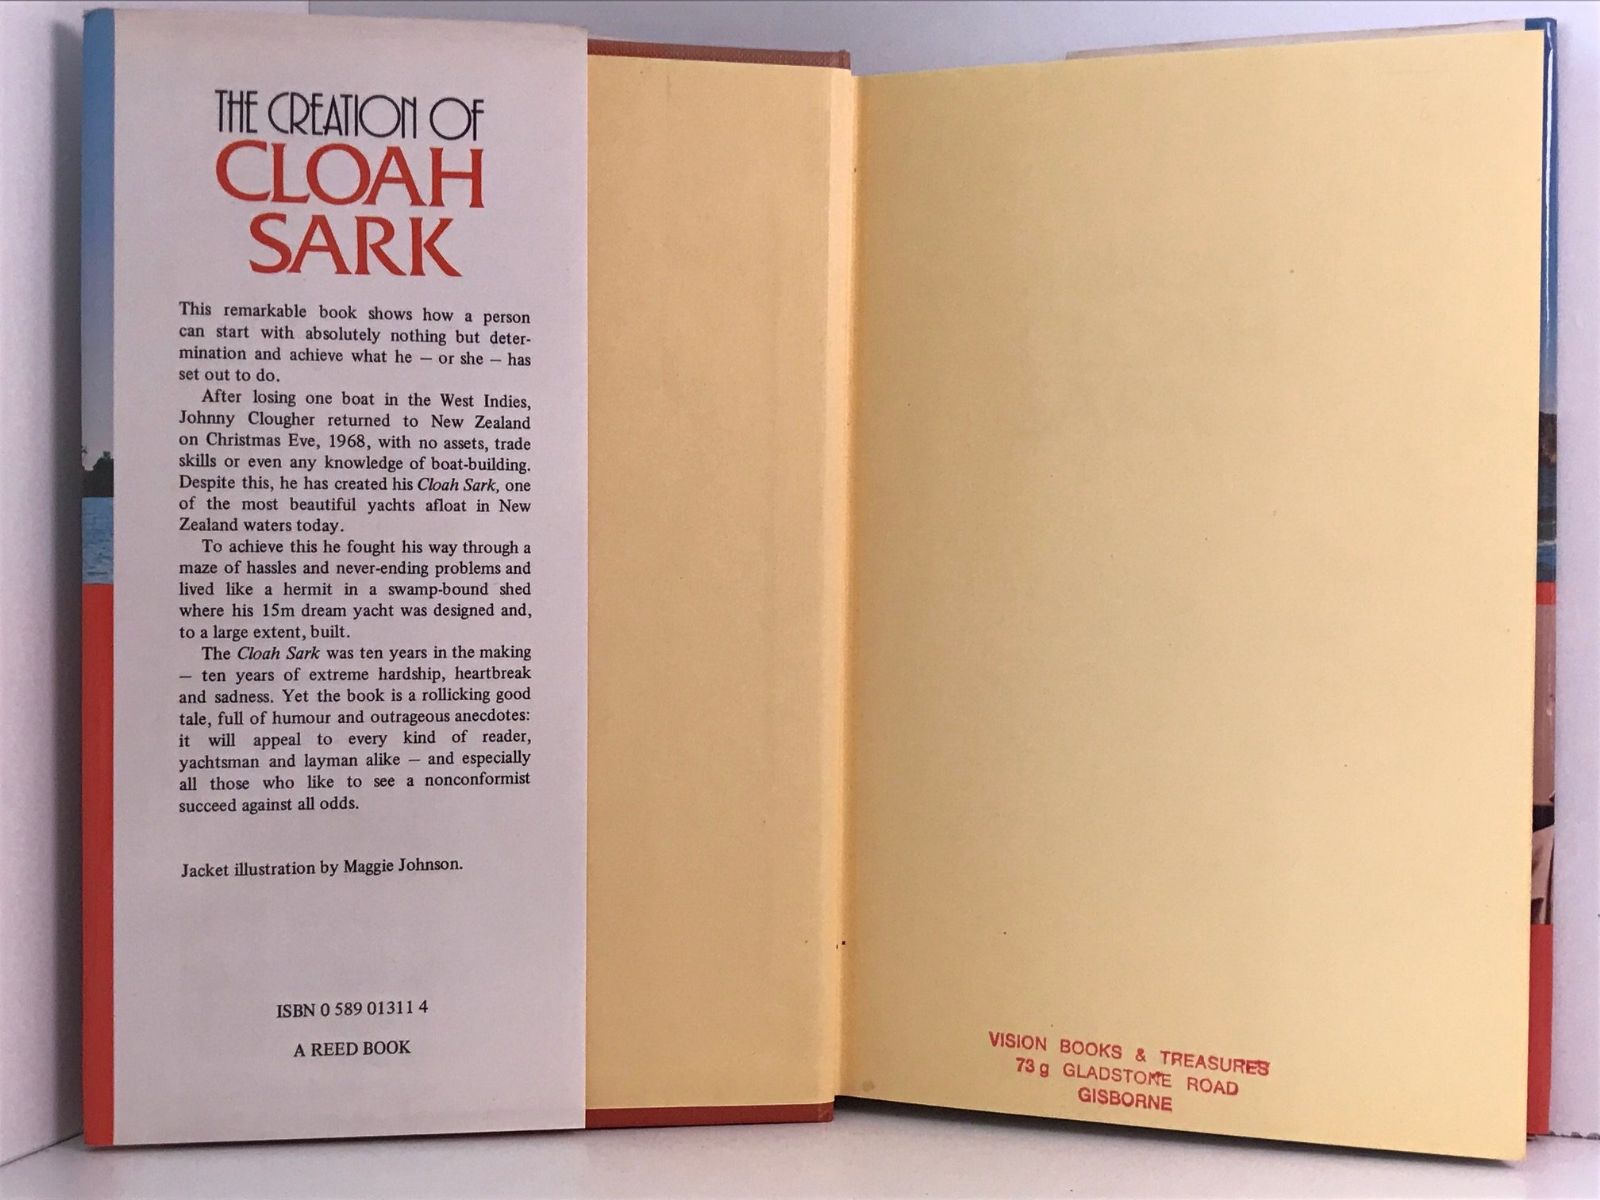 THE CREATION OF
CLOAH
SARK
This remarkable book shows how a person
can start with absolutely nothing but deter-
mination and achieve what he – or she – has
set out to do.
After losing one boat in the West Indies,
Johnny Clougher returned to New Zealand
on Christmas Eve, 1968, with no assets, trade
skills or even any knowledge of boat-building.
Despite this, he has created his Cloah Sark, one
of the most beautiful yachts afloat in New
Zealand waters today.
To achieve this he fought his way through a
maze of hassles and never-ending problems and
lived like a hermit in a swamp-bound shed
where his 15m dream yacht was designed and,
to a large extent, built.
The Cloah Sark was ten years in the making
– ten years of extreme hardship, heartbreak
and sadness. Yet the book is a rollicking good
tale, full of humour and outrageous anecdotes:
it will appeal to every kind of reader,
yachtsman and layman alike – and especially
all those who like to see a nonconformist
succeed against all odds.
Jacket illustration by Maggie Johnson.
ISBN 0 589 01311 4
A REED BOOK
VISION BOOKS & TREASURES
73 g GLADSTONE ROAD
GISBORNE